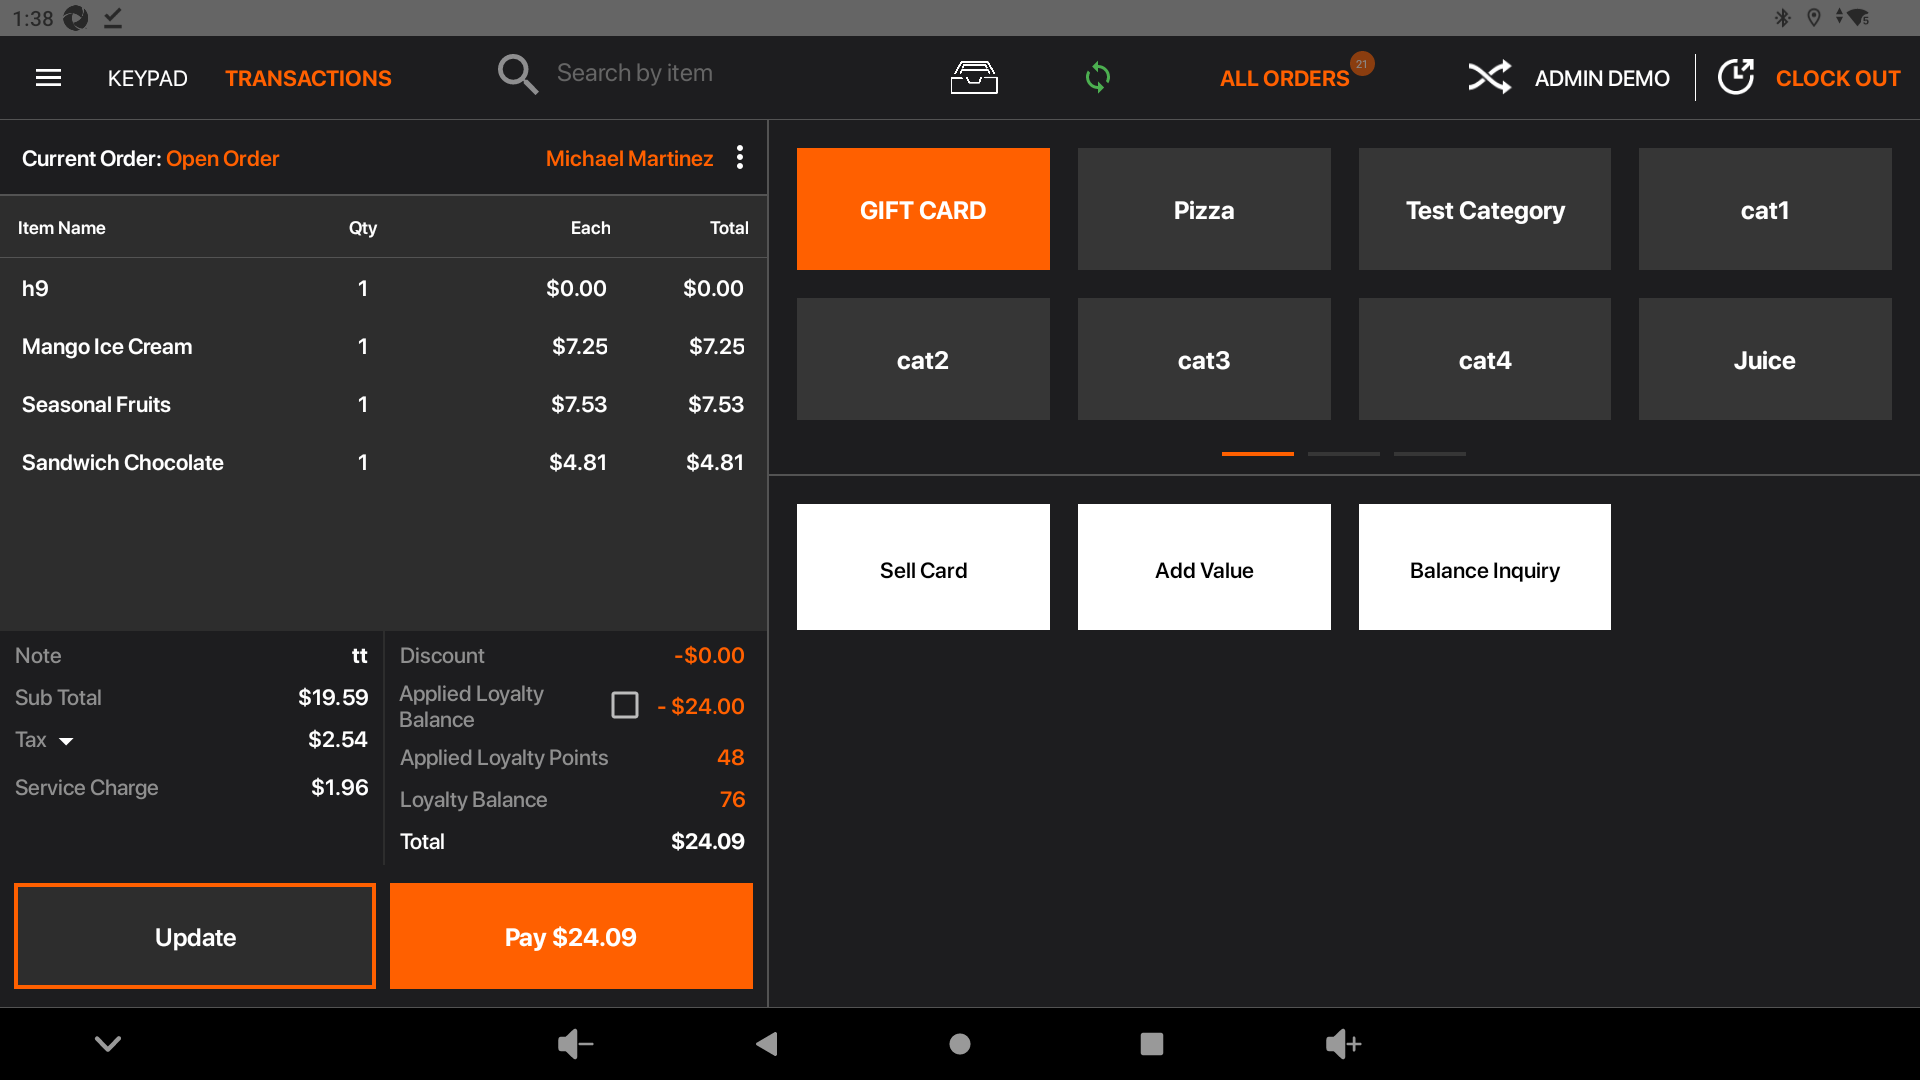 1:38
KEYPAD TRANSACTIONS Search by item ALL ORDERS 21 ADMIN DEMO CLOCK OUT
Current Order: Open Order Michael Martinez
Item Name Qty Each Total
h9 1 $0.00 $0.00
Mango Ice Cream 1 $7.25 $7.25
Seasonal Fruits 1 $7.53 $7.53
Sandwich Chocolate 1 $4.81 $4.81
Note tt
Sub Total $19.59
Tax $2.54
Service Charge $1.96
Discount -$0.00
Applied Loyalty
Balance - $24.00
Applied Loyalty Points 48
Loyalty Balance 76
Total $24.09
Update Pay $24.09
GIFT CARD Pizza Test Category cat1
cat2 cat3 cat4 Juice
Sell Card Add Value Balance Inquiry